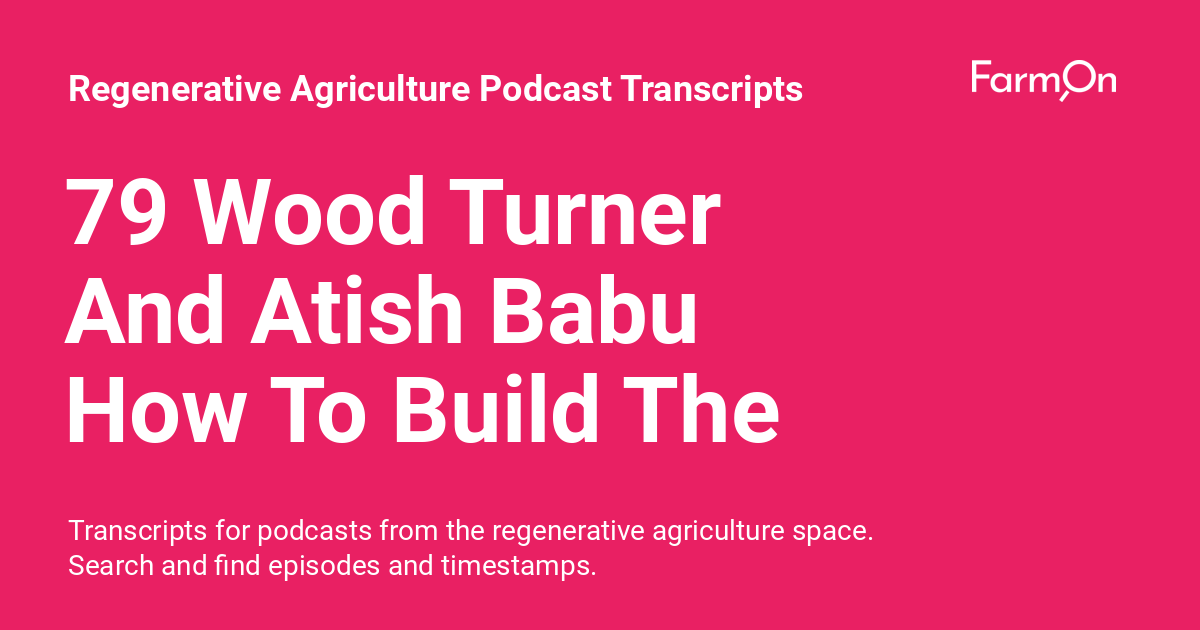 Regenerative Agriculture Podcast Transcripts
FarmOn
79 Wood Turner
And Atish Babu
How To Build The
Transcripts for podcasts from the regenerative agriculture space.
Search and find episodes and timestamps.